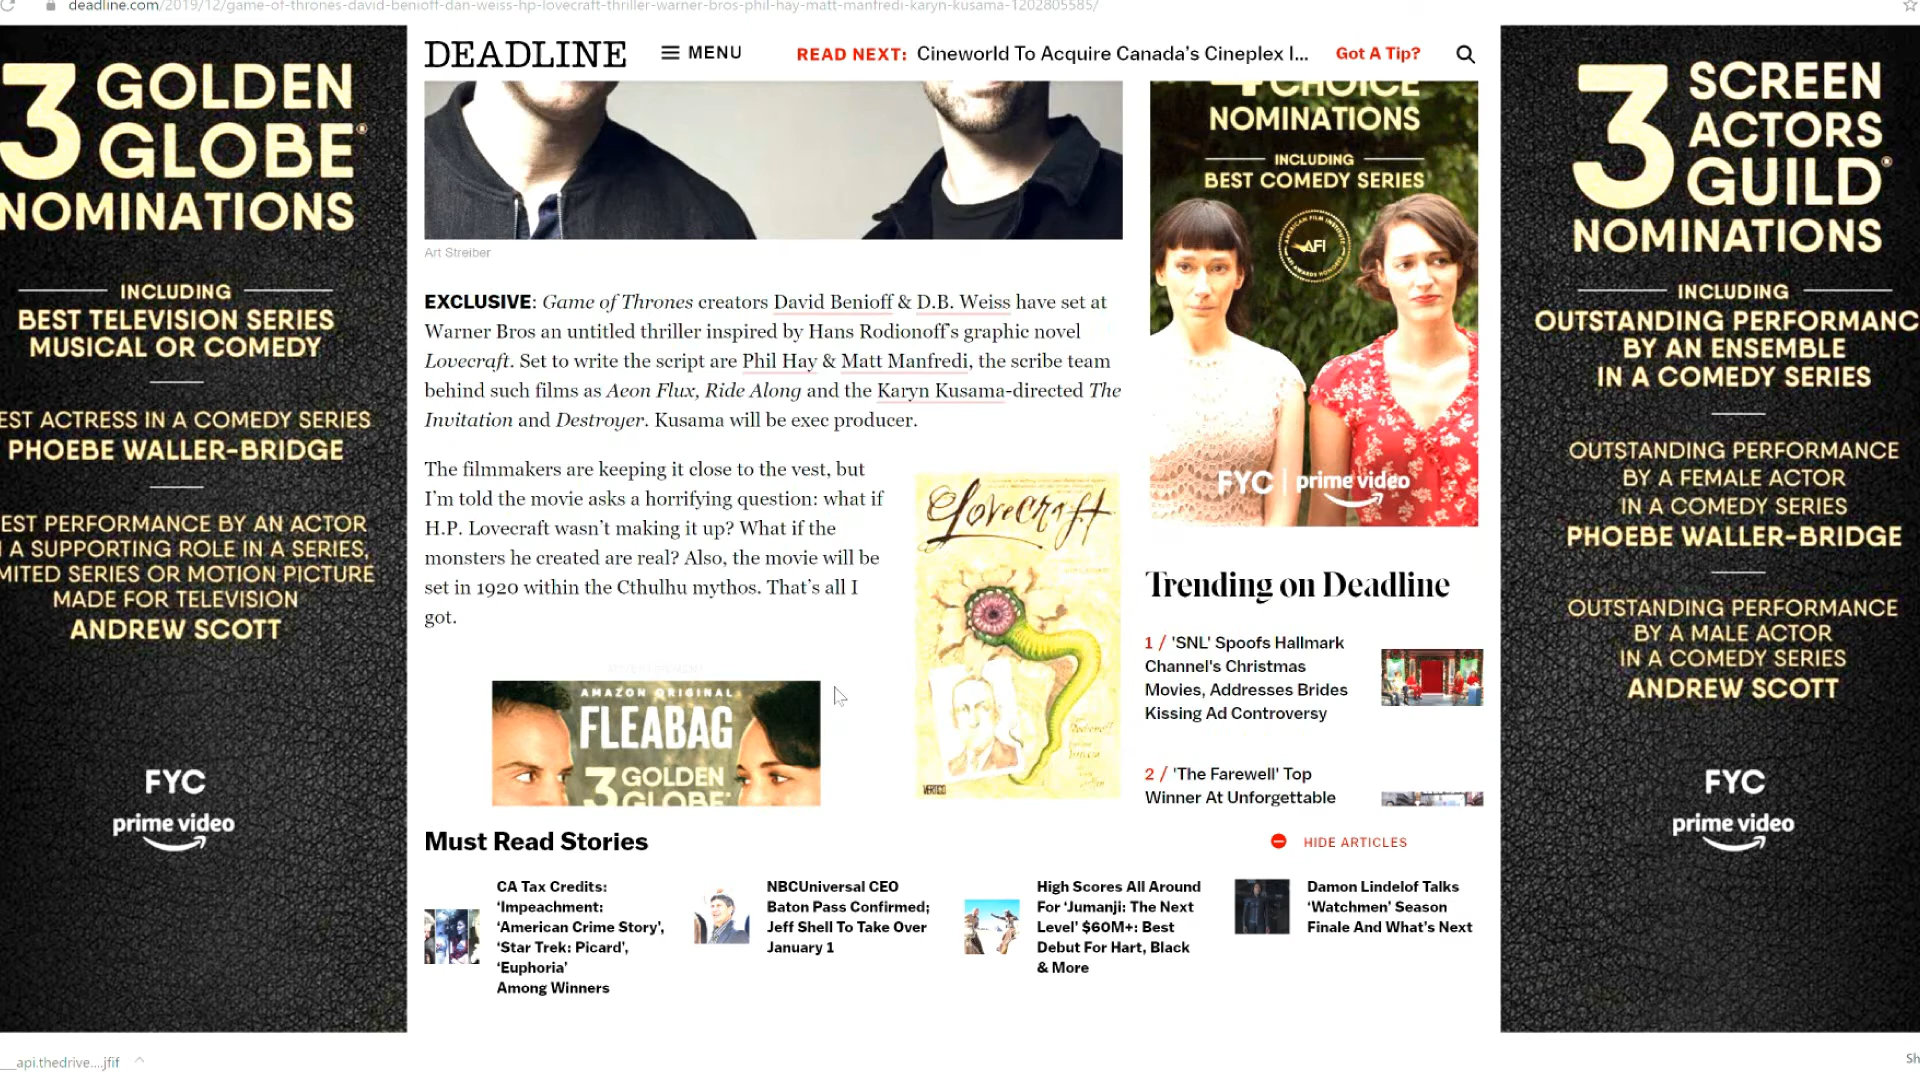 deadline.com/2019/12/game-of-thrones-david-benioff-dan-weiss-hp-lovecraft-thriller-warner-bros-phil-hay-matt-manfredi-karyn-kusama-1202805585/
DEADLINE
MENU
READ NEXT: Cineworld To Acquire Canada's Cineplex I...
Got A Tip?
3 GOLDEN
GLOBE®
NOMINATIONS
INCLUDING
BEST TELEVISION SERIES
MUSICAL OR COMEDY
EST ACTRESS IN A COMEDY SERIES
PHOEBE WALLER-BRIDGE
EST PERFORMANCE BY AN ACTOR
N A SUPPORTING ROLE IN A SERIES,
MITED SERIES OR MOTION PICTURE
MADE FOR TELEVISION
ANDREW SCOTT
FYC
prime video
Art Streiber
EXCLUSIVE: Game of Thrones creators David Benioff & D.B. Weiss have set at
Warner Bros an untitled thriller inspired by Hans Rodionoff's graphic novel
Lovecraft. Set to write the script are Phil Hay & Matt Manfredi, the scribe team
behind such films as Aeon Flux, Ride Along and the Karyn Kusama-directed The
Invitation and Destroyer. Kusama will be exec producer.
The filmmakers are keeping it close to the vest, but
I'm told the movie asks a horrifying question: what if
H.P. Lovecraft wasn't making it up? What if the
monsters he created are real? Also, the movie will be
set in 1920 within the Cthulhu mythos. That's all I
got.
Lovecraft
VERTIGO
ADVERTISEMENT
AMAZON ORIGINAL
FLEABAG
3 GOLDEN
GLOBE®
4 CHOICE
NOMINATIONS
INCLUDING
BEST COMEDY SERIES
AMERICAN FILM INSTITUTE
AFI
AFI AWARDS HONOREE
FYC | prime video
Trending on Deadline
1 / 'SNL' Spoofs Hallmark
Channel's Christmas
Movies, Addresses Brides
Kissing Ad Controversy
2 / 'The Farewell' Top
Winner At Unforgettable
3 SCREEN
ACTORS
GUILD®
NOMINATIONS
INCLUDING
OUTSTANDING PERFORMANC
BY AN ENSEMBLE
IN A COMEDY SERIES
OUTSTANDING PERFORMANCE
BY A FEMALE ACTOR
IN A COMEDY SERIES
PHOEBE WALLER-BRIDGE
OUTSTANDING PERFORMANCE
BY A MALE ACTOR
IN A COMEDY SERIES
ANDREW SCOTT
FYC
prime video
Must Read Stories
HIDE ARTICLES
CA Tax Credits:
‘Impeachment:
‘American Crime Story’,
‘Star Trek: Picard’,
‘Euphoria’
Among Winners
NBCUniversal CEO
Baton Pass Confirmed;
Jeff Shell To Take Over
January 1
High Scores All Around
For ‘Jumanji: The Next
Level’ $60M+: Best
Debut For Hart, Black
& More
Damon Lindelof Talks
‘Watchmen’ Season
Finale And What's Next
__api.thedrive....jfif
Sh